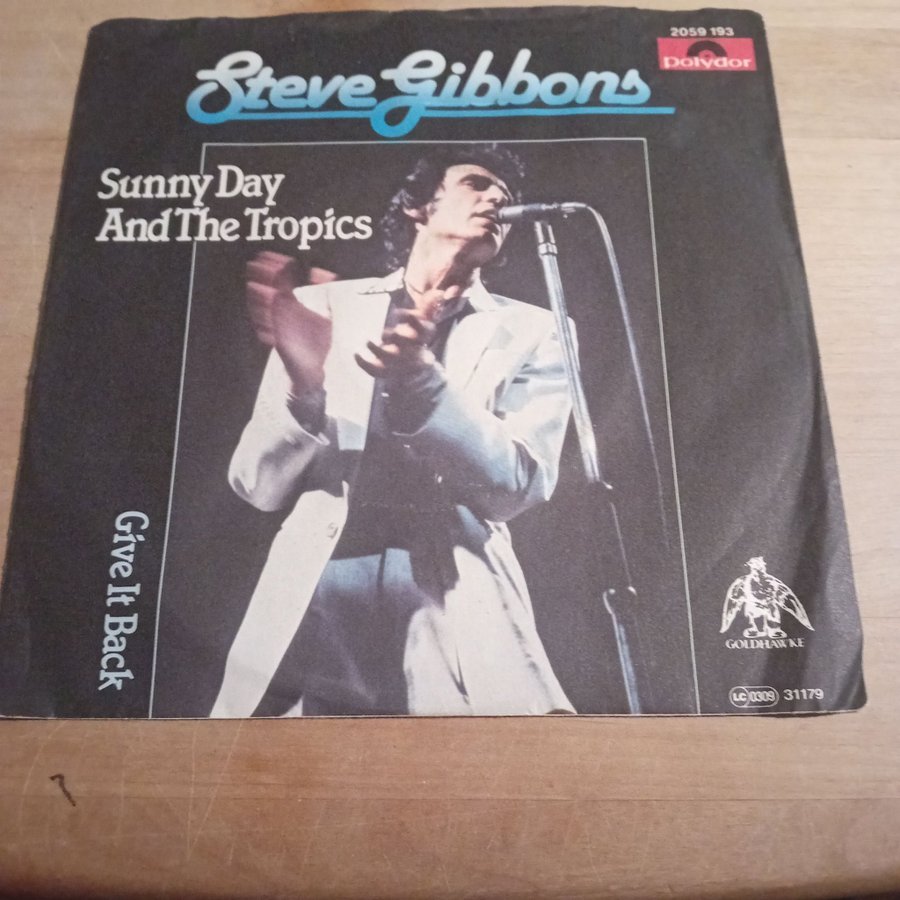 2059 193
polydor
Steve Gibbons
Sunny Day
And The Tropics
Give It Back
GOLDHAWKE
LC 0309 31179